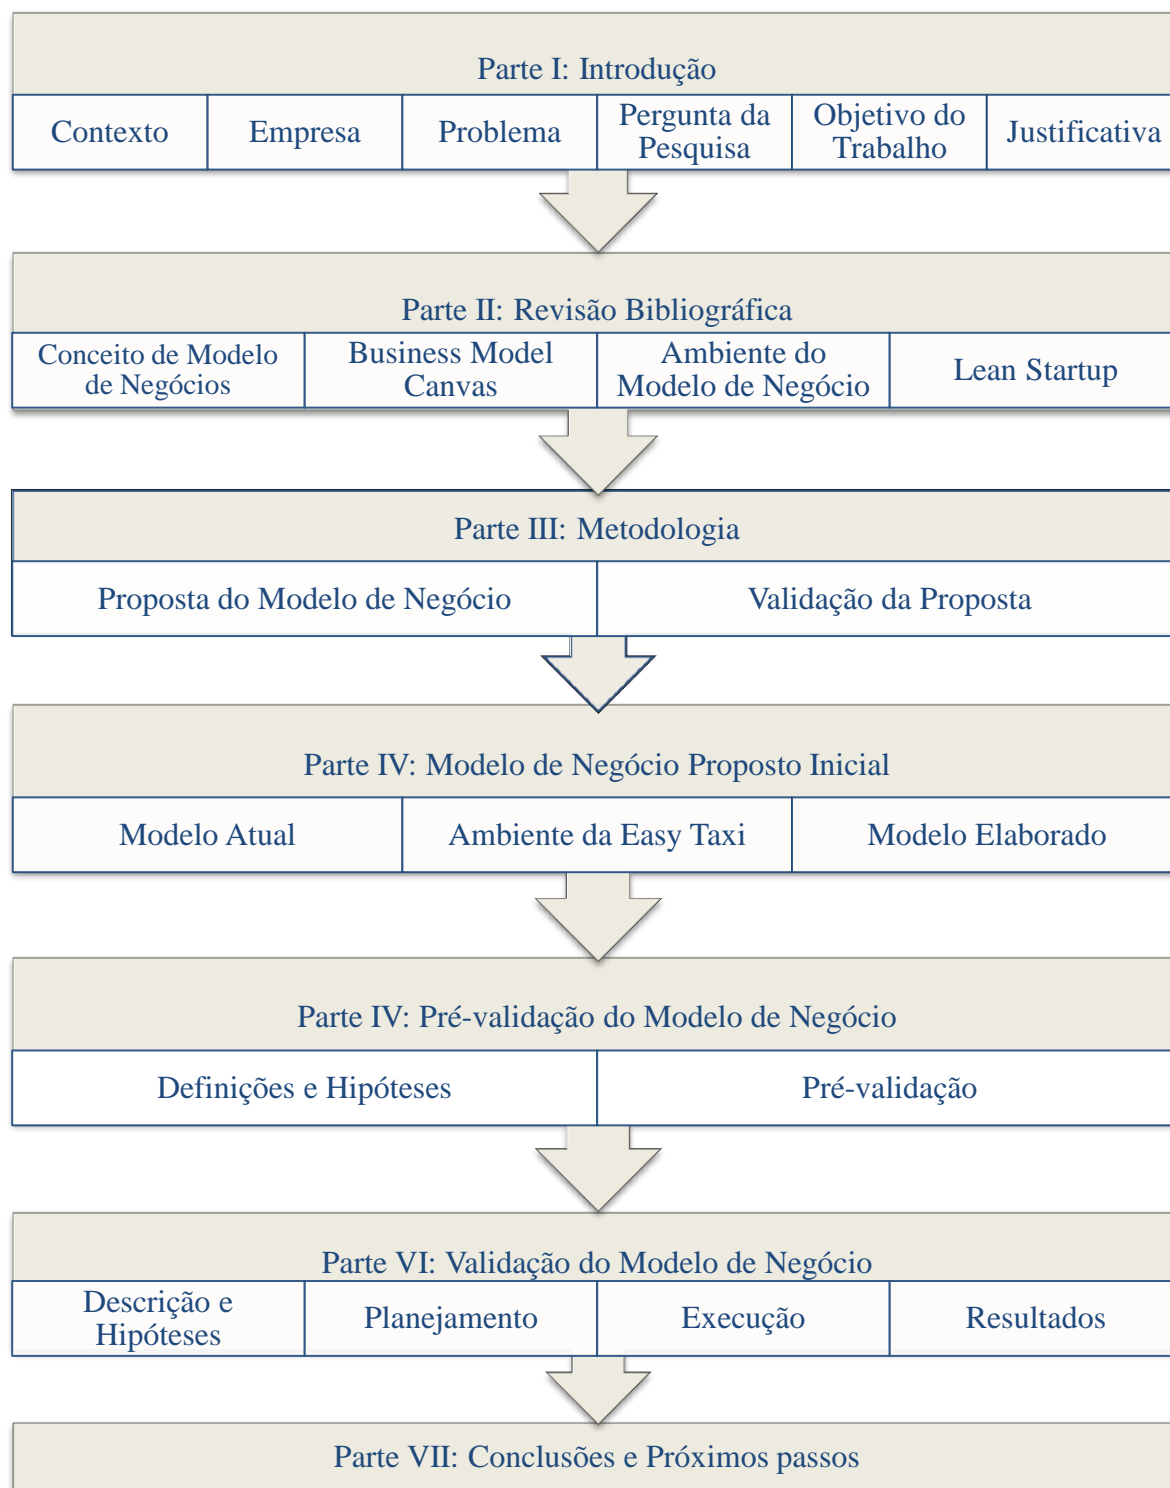 Parte I: Introdução
Contexto
Empresa
Problema
Pergunta da
Pesquisa
Objetivo do
Trabalho
Justificativa
Parte II: Revisão Bibliográfica
Conceito de Modelo
de Negócios
Business Model
Canvas
Ambiente do
Modelo de Negócio
Lean Startup
Parte III: Metodologia
Proposta do Modelo de Negócio
Validação da Proposta
Parte IV: Modelo de Negócio Proposto Inicial
Modelo Atual
Ambiente da Easy Taxi
Modelo Elaborado
Parte IV: Pré-validação do Modelo de Negócio
Definições e Hipóteses
Pré-validação
Parte VI: Validação do Modelo de Negócio
Descrição e
Hipóteses
Planejamento
Execução
Resultados
Parte VII: Conclusões e Próximos passos